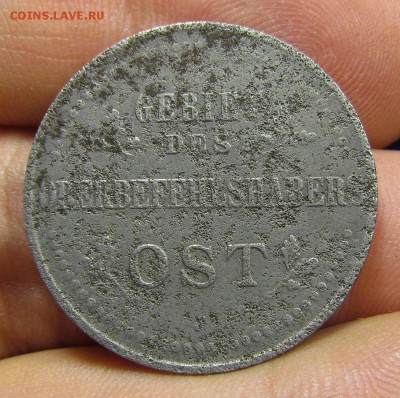 COINS.LAVE.RU
GEBIET
DES
OBERBEFEHLSHABERS
OST